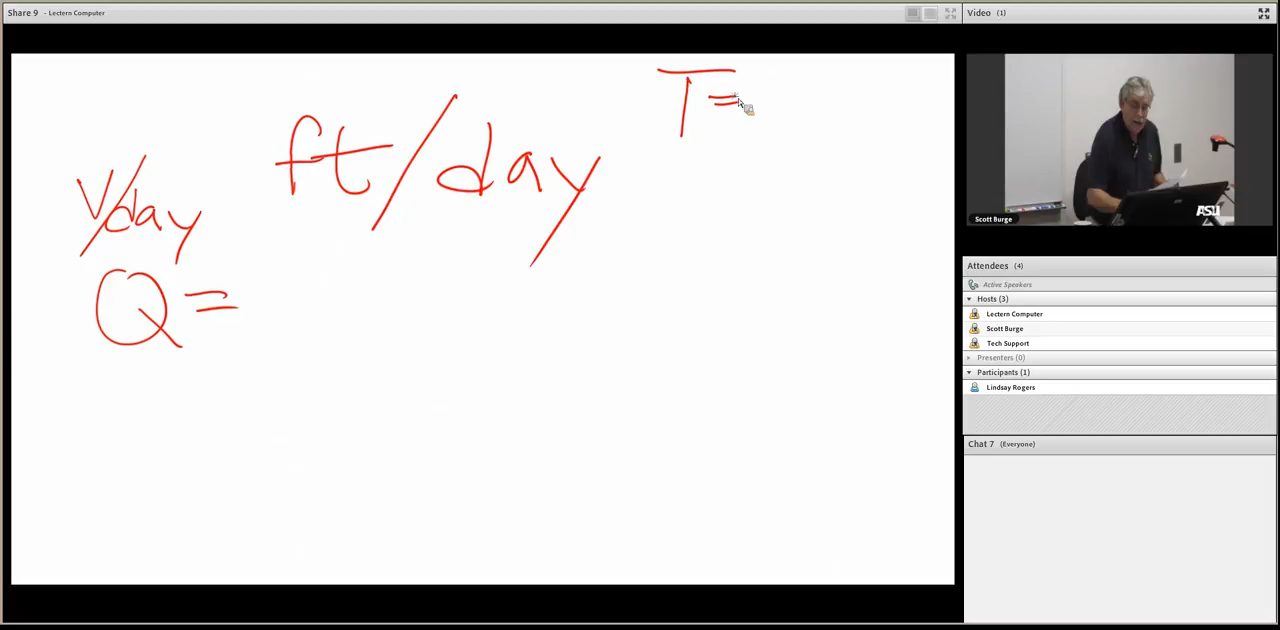 Share 9 - Lectern Computer
T=
ft/day
V/day
Q=
Video (1)
ASU
Scott Burge
Attendees (4)
Active Speakers
Hosts (3)
Lectern Computer
Scott Burge
Tech Support
Presenters (0)
Participants (1)
Lindsay Rogers
Chat 7 (Everyone)